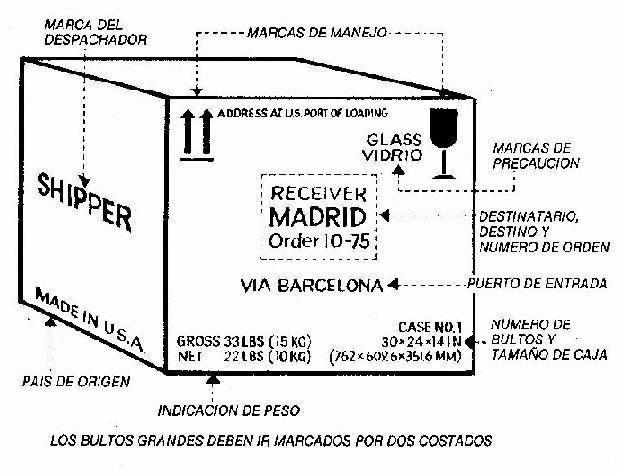 MARCA DEL
DESPACHADOR
MARCAS DE MANEJO
ADDRESS AT U.S. PORT OF LOADING
GLASS
VIDRIO
MARCAS DE
PRECAUCION
SHIPPER
RECEIVER
MADRID
Order 10-75
DESTINATARIO,
DESTINO Y
NUMERO DE ORDEN
VIA BARCELONA
PUERTO DE ENTRADA
MADE IN U.S.A.
GROSS 33 LBS (15 KG)
NET 22 LBS (10 KG)
CASE NO. 1
30×24×14 IN
(762×609.6×351.6 MM)
NUMERO DE
BULTOS Y
TAMAÑO DE CAJA
PAIS DE ORIGEN
INDICACION DE PESO
LOS BULTOS GRANDES DEBEN IR MARCADOS POR DOS COSTADOS